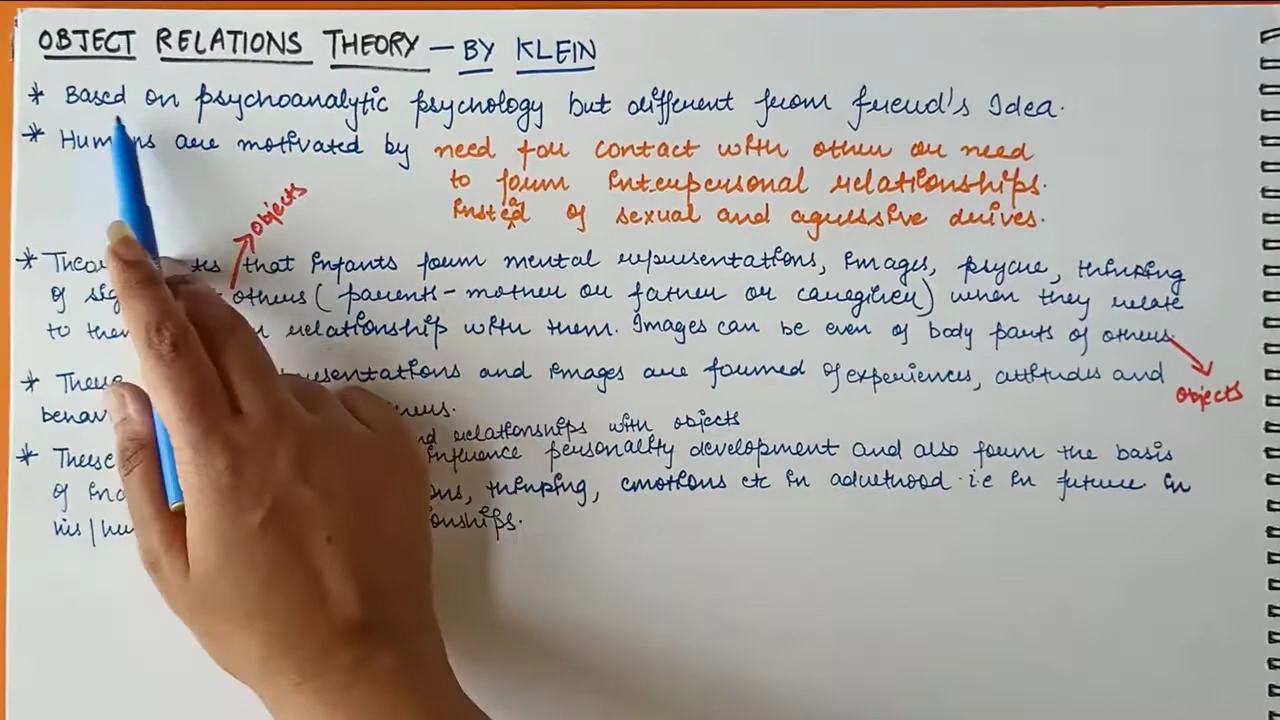 OBJECT RELATIONS THEORY - BY KLEIN
* Based on psychoanalytic psychology but different from freud's Idea.
* Humans are motivated by need for contact with other or need
to form interpersonal relationships.
instead of sexual and agressive drives.
objects
* that infants form mental representations, images, psyche, thinking
of others (parents - mother or father or caregiver) when they relate
to relationship with them. Images can be even of body parts of others
objects
* These and images are formed of experiences, attitudes and
relationships with objects
* These influence personality development and also form the basis
of thinking, emotions etc in adulthood i.e in future in
his/her